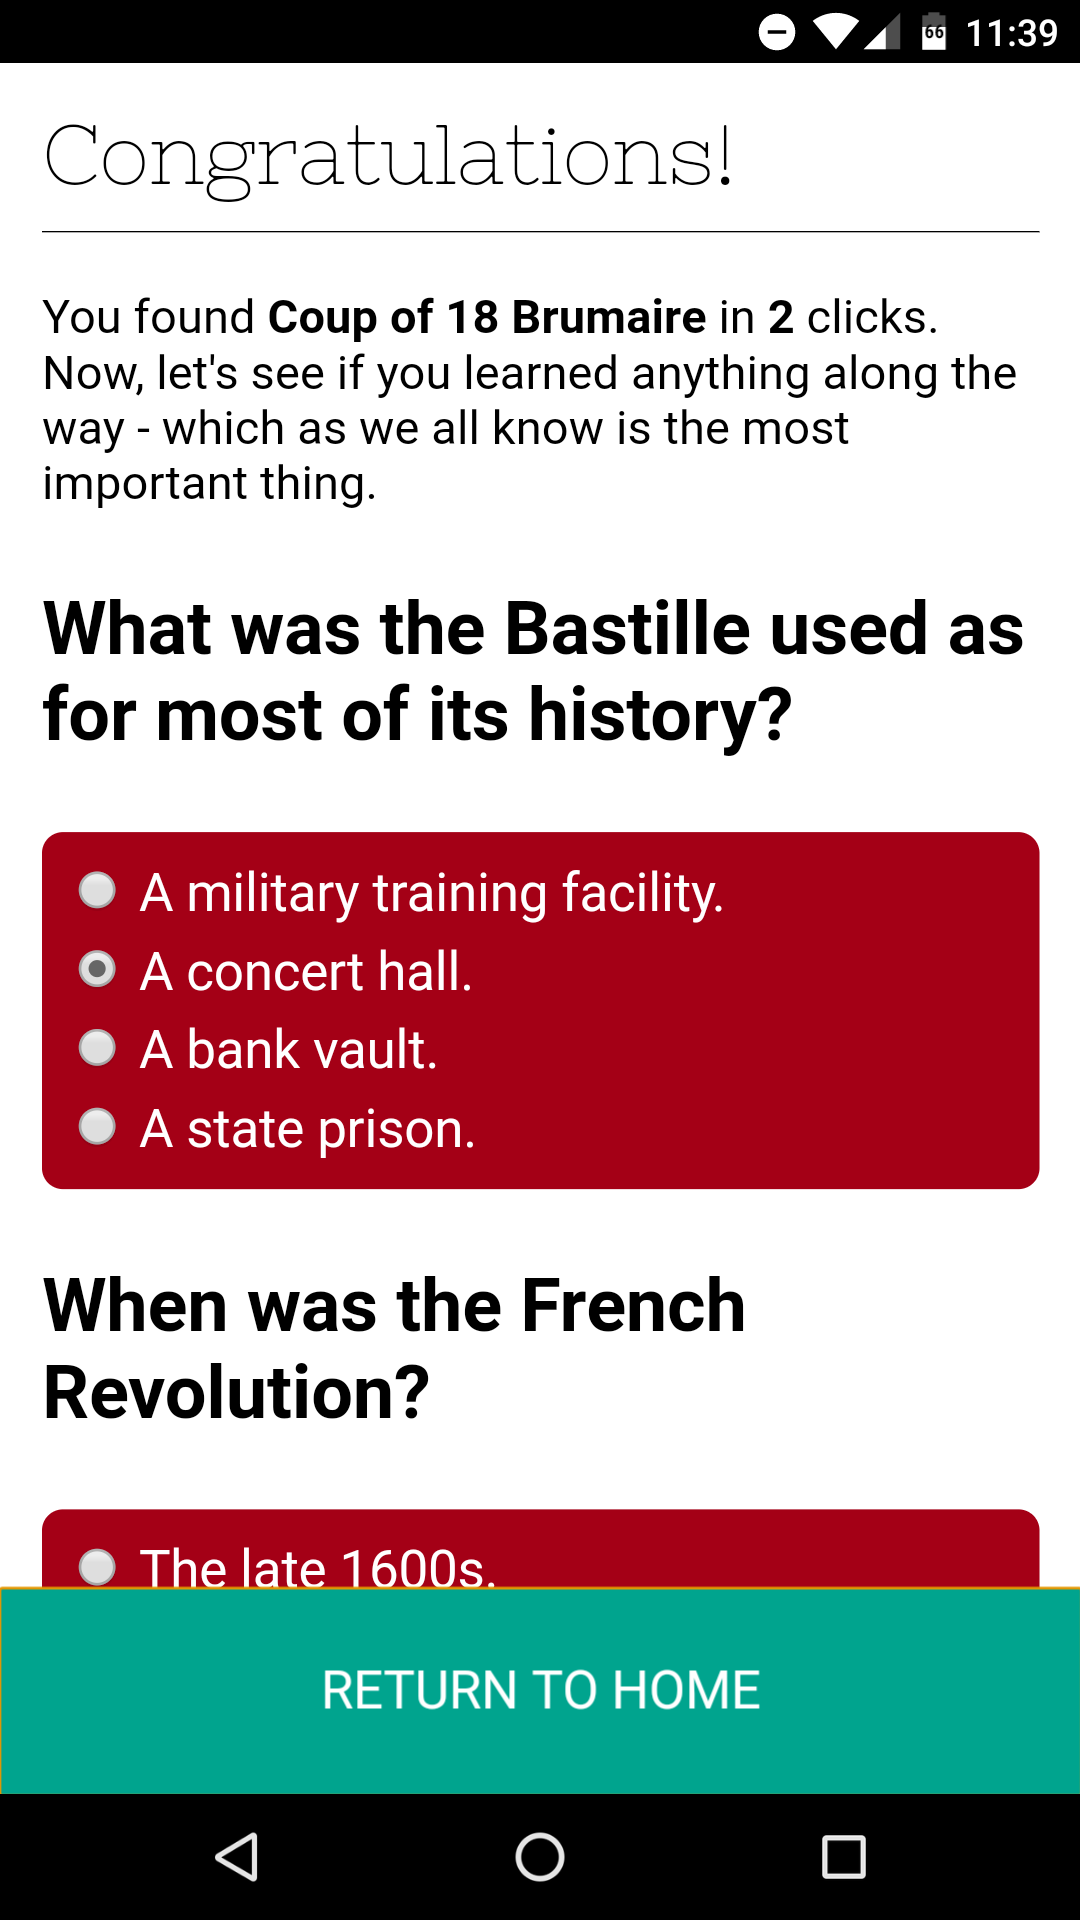 66 11:39
Congratulations!
You found Coup of 18 Brumaire in 2 clicks.
Now, let's see if you learned anything along the
way - which as we all know is the most
important thing.
What was the Bastille used as
for most of its history?
A military training facility.
A concert hall.
A bank vault.
A state prison.
When was the French
Revolution?
The late 1600s.
RETURN TO HOME